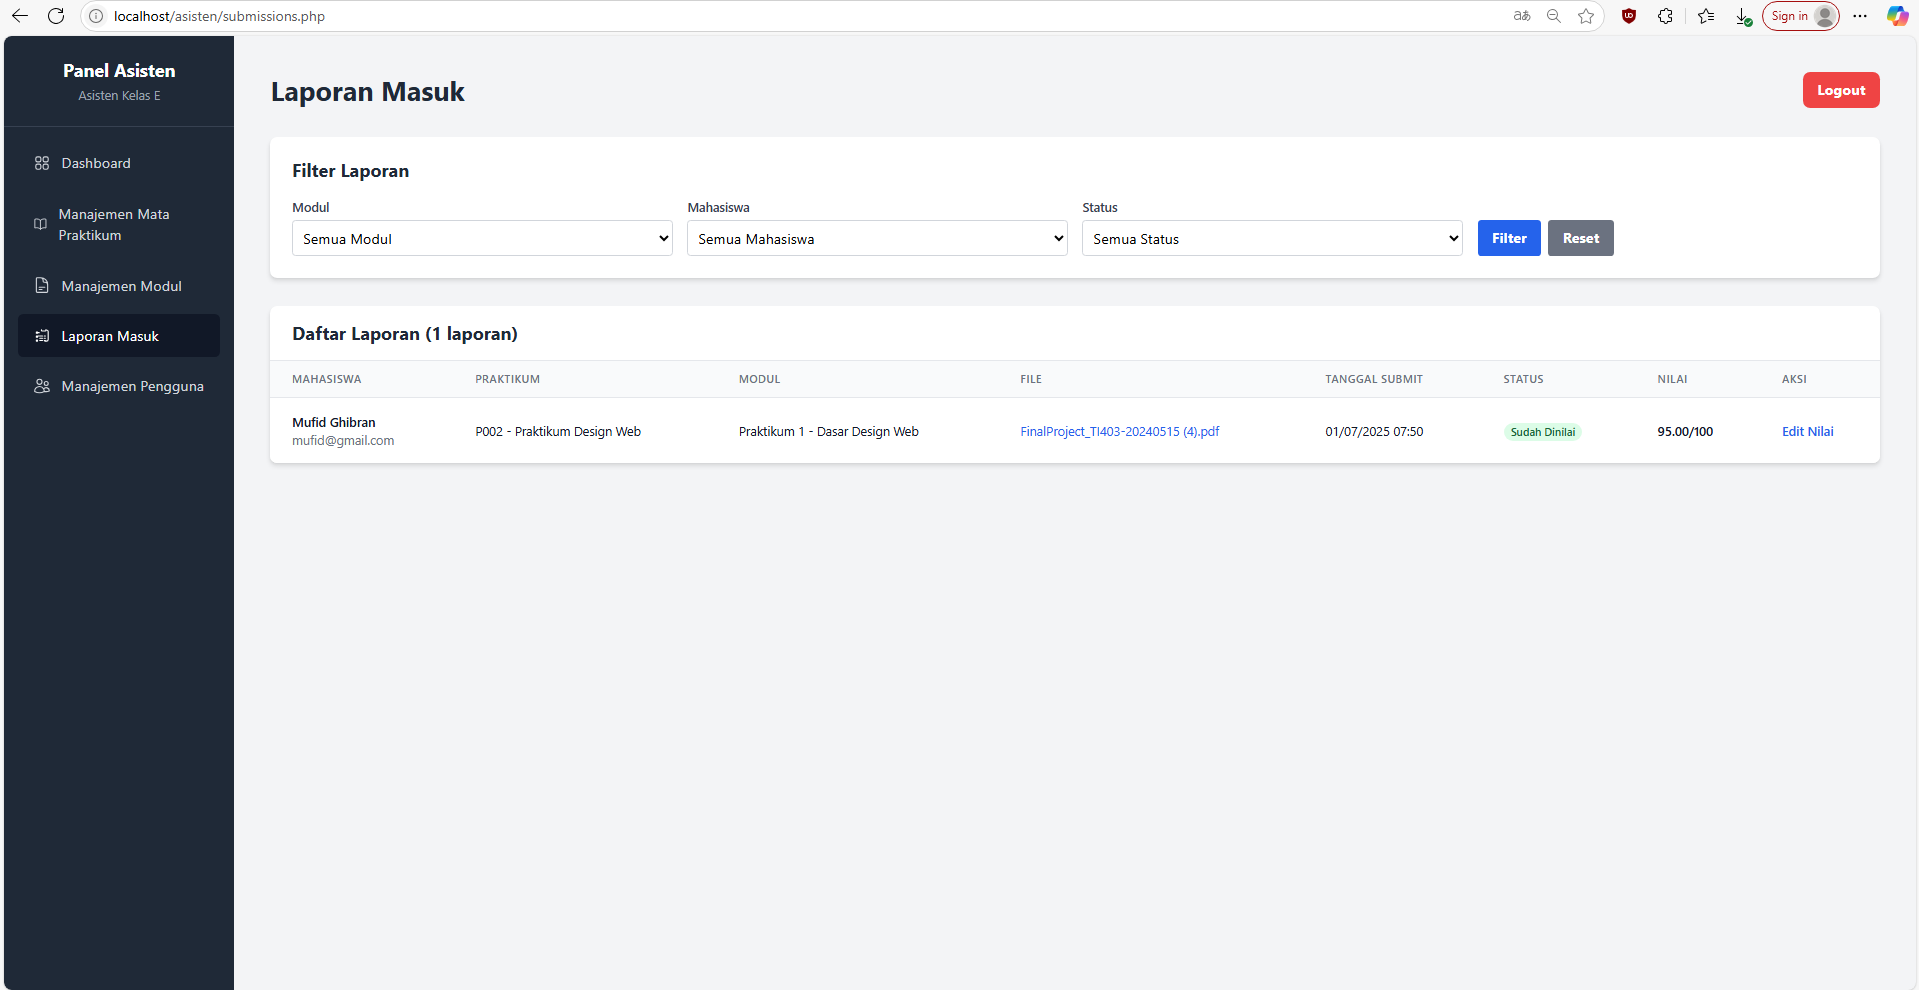 localhost/asisten/submissions.php
Sign in
Panel Asisten
Asisten Kelas E
Dashboard
Manajemen Mata
Praktikum
Manajemen Modul
Laporan Masuk
Manajemen Pengguna
Laporan Masuk
Logout
Filter Laporan
Modul
Mahasiswa
Status
Semua Modul
Semua Mahasiswa
Semua Status
Filter
Reset
Daftar Laporan (1 laporan)
MAHASISWA PRAKTIKUM MODUL FILE TANGGAL SUBMIT STATUS NILAI AKSI
Mufid Ghibran
mufid@gmail.com
P002 - Praktikum Design Web
Praktikum 1 - Dasar Design Web
FinalProject_TI403-20240515 (4).pdf
01/07/2025 07:50
Sudah Dinilai
95.00/100
Edit Nilai